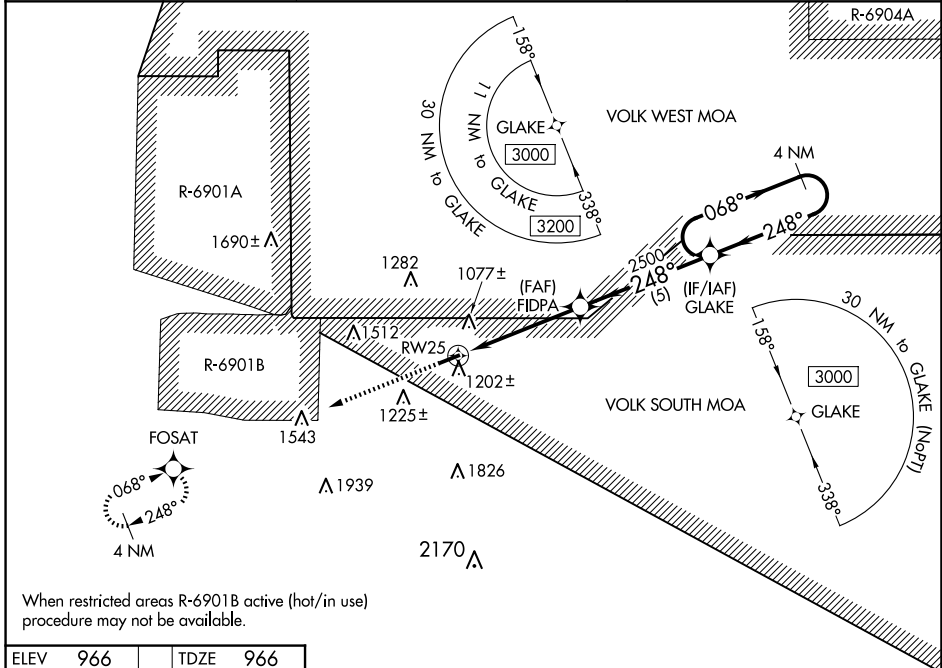 R-6904A
158°
30 NM to GLAKE
11 NM to GLAKE
GLAKE
3000
3200
338°
VOLK WEST MOA
4 NM
068°
248°
R-6901A
1690±
1282
1077±
2500
248°
(5)
(FAF)
FIDPA
(IF/IAF)
GLAKE
1512
RW25
1202±
R-6901B
1225±
1543
VOLK SOUTH MOA
30 NM to GLAKE (NoPT)
158°
3000
GLAKE
338°
FOSAT
068°
248°
4 NM
1939
1826
2170
When restricted areas R-6901B active (hot/in use)
procedure may not be available.
ELEV 966 TDZE 966